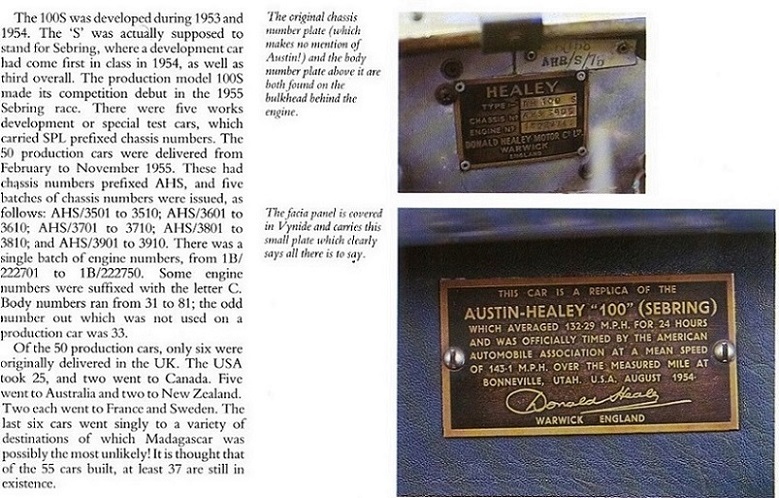 The 100S was developed during 1953 and
1954. The ‘S’ was actually supposed to
stand for Sebring, where a development car
had come first in class in 1954, as well as
third overall. The production model 100S
made its competition debut in the 1955
Sebring race. There were five works
development or special test cars, which
carried SPL prefixed chassis numbers. The
50 production cars were delivered from
February to November 1955. These had
chassis numbers prefixed AHS, and five
batches of chassis numbers were issued, as
follows: AHS/3501 to 3510; AHS/3601 to
3610; AHS/3701 to 3710; AHS/3801 to
3810; and AHS/3901 to 3910. There was a
single batch of engine numbers, from 1B/
222701 to 1B/222750. Some engine
numbers were suffixed with the letter C.
Body numbers ran from 31 to 81; the odd
number out which was not used on a
production car was 33.
Of the 50 production cars, only six were
originally delivered in the UK. The USA
took 25, and two went to Canada. Five
went to Australia and two to New Zealand.
Two each went to France and Sweden. The
last six cars went singly to a variety of
destinations of which Madagascar was
possibly the most unlikely! It is thought that
of the 55 cars built, at least 37 are still in
existence.
The original chassis
number plate (which
makes no mention of
Austin!) and the body
number plate above it are
both found on the
bulkhead behind the
engine.
HEALEY
TYPE
CHASSIS Nº
ENGINE Nº
DONALD HEALEY MOTOR Cº LTD.
WARWICK
ENGLAND
The facia panel is covered
in Vynide and carries this
small plate which clearly
says all there is to say.
THIS CAR IS A REPLICA OF THE
AUSTIN-HEALEY "100" (SEBRING)
WHICH AVERAGED 132·29 M.P.H. FOR 24 HOURS
AND WAS OFFICIALLY TIMED BY THE AMERICAN
AUTOMOBILE ASSOCIATION AT A MEAN SPEED
OF 143·1 M.P.H. OVER THE MEASURED MILE AT
BONNEVILLE, UTAH. U.S.A. AUGUST 1954·
Donald Healey
WARWICK ENGLAND